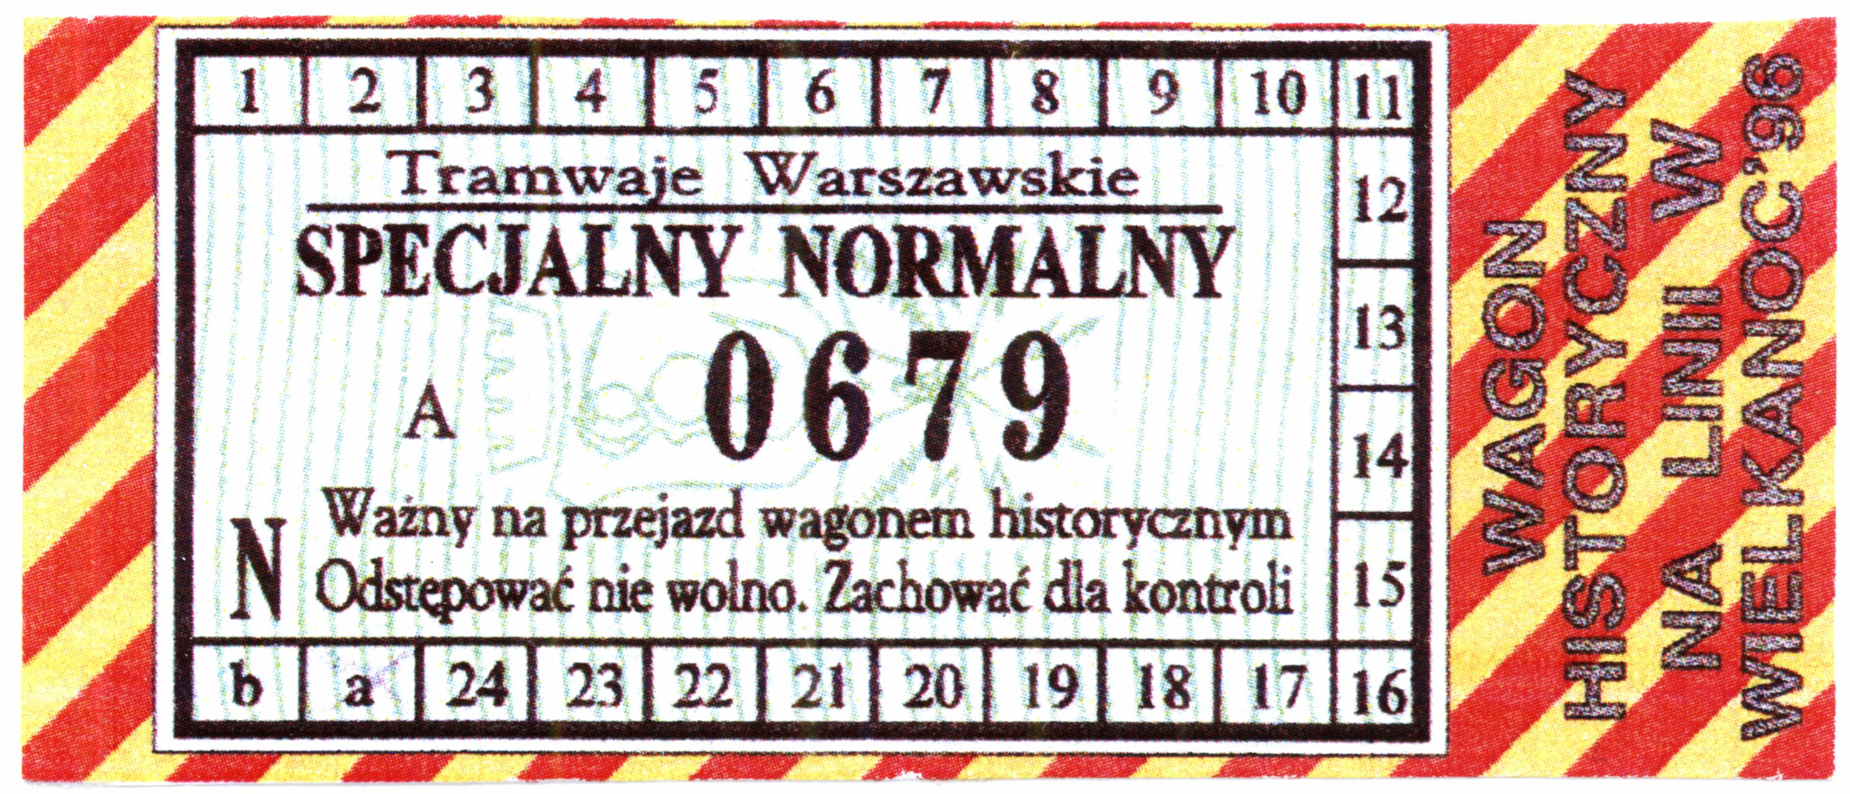 1 2 3 4 5 6 7 8 9 10 11
Tramwaje Warszawskie
12
SPECJALNY NORMALNY
13
A 0679
14
Ważny na przejazd wagonem historycznym
N
Odstępować nie wolno. Zachować dla kontroli
15
b a 24 23 22 21 20 19 18 17 16
WAGON
HISTORYCZNY
NA LINII W
WIELKANOC'96